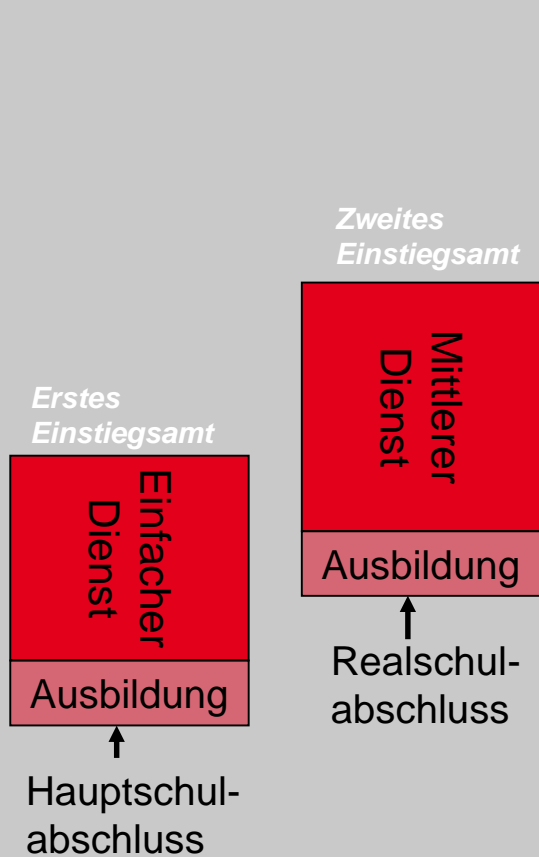 Zweites
Einstiegsamt
Mittlerer
Dienst
Ausbildung
Realschul-
abschluss
Erstes
Einstiegsamt
Einfacher
Dienst
Ausbildung
Hauptschul-
abschluss